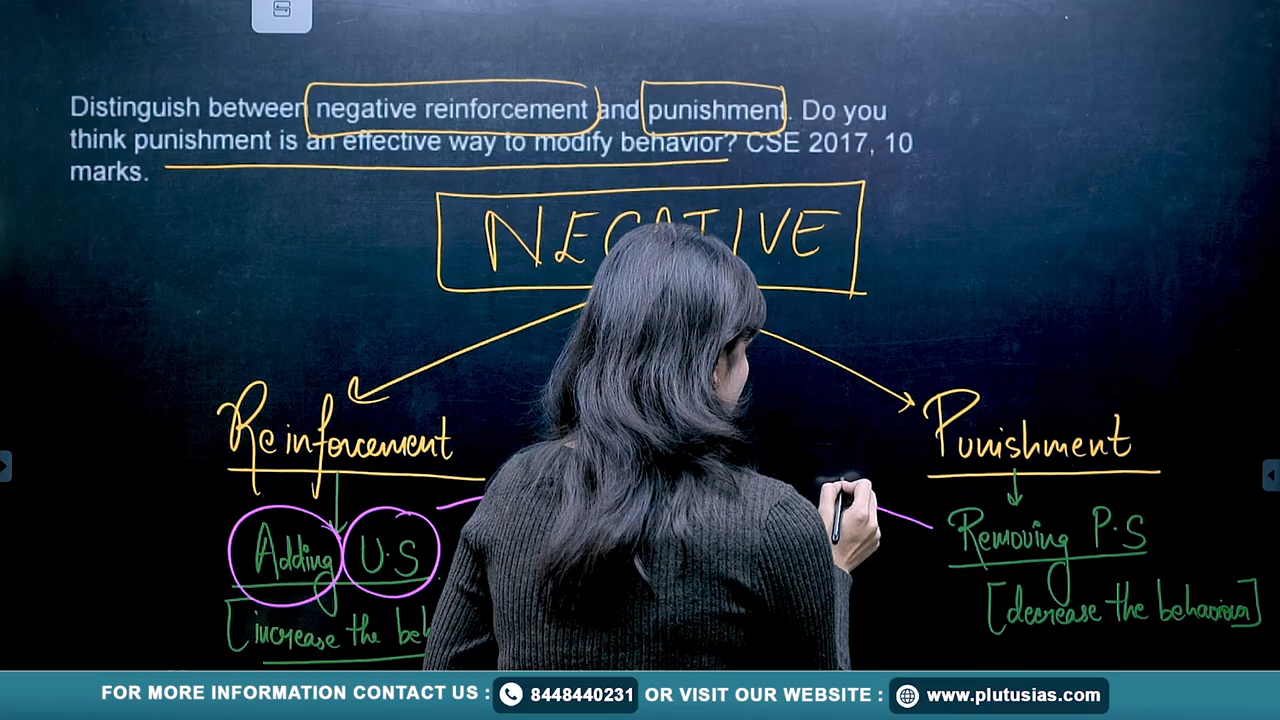 Distinguish between negative reinforcement and punishment. Do you
think punishment is an effective way to modify behavior? CSE 2017, 10
marks.
NEGATIVE
Reinforcement
Punishment
Adding U.S
Removing P.S
[increase the
[decrease the behaviour]
FOR MORE INFORMATION CONTACT US : 8448440231 OR VISIT OUR WEBSITE : www.plutusias.com